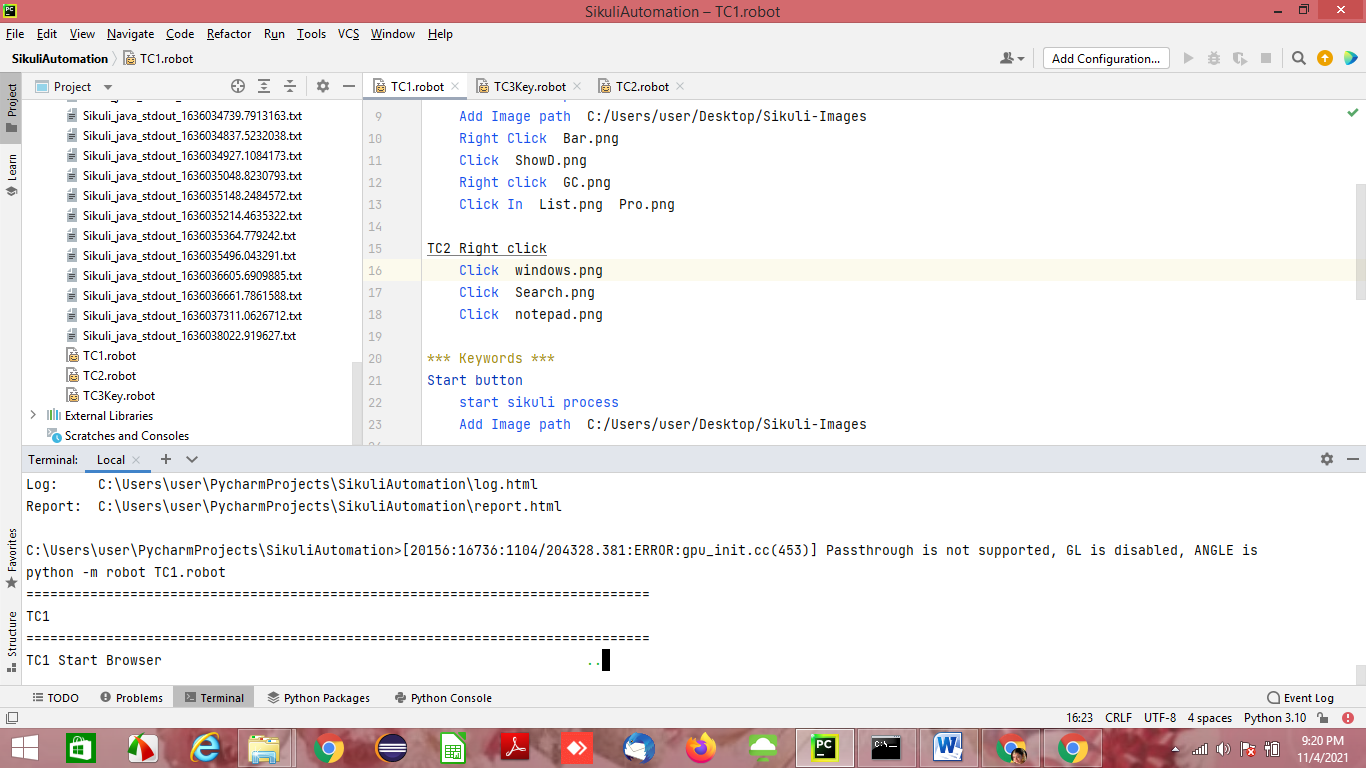 SikuliAutomation – TC1.robot
File Edit View Navigate Code Refactor Run Tools VCS Window Help
SikuliAutomation TC1.robot
Add Configuration...
Project
TC1.robot TC3Key.robot TC2.robot
Project
Learn
Favorites
Structure
Sikuli_java_stdout_1636034739.7913163.txt
Sikuli_java_stdout_1636034837.5232038.txt
Sikuli_java_stdout_1636034927.1084173.txt
Sikuli_java_stdout_1636035048.8230793.txt
Sikuli_java_stdout_1636035148.2484572.txt
Sikuli_java_stdout_1636035214.4635322.txt
Sikuli_java_stdout_1636035364.779242.txt
Sikuli_java_stdout_1636035496.043291.txt
Sikuli_java_stdout_1636036605.6909885.txt
Sikuli_java_stdout_1636036661.7861588.txt
Sikuli_java_stdout_1636037311.0626712.txt
Sikuli_java_stdout_1636038022.919627.txt
TC1.robot
TC2.robot
TC3Key.robot
External Libraries
Scratches and Consoles
9 Add Image path C:/Users/user/Desktop/Sikuli-Images
10 Right Click Bar.png
11 Click ShowD.png
12 Right click GC.png
13 Click In List.png Pro.png
14
15 TC2 Right click
16 Click windows.png
17 Click Search.png
18 Click notepad.png
19
20 *** Keywords ***
21 Start button
22 start sikuli process
23 Add Image path C:/Users/user/Desktop/Sikuli-Images
Terminal: Local
Log: C:\Users\user\PycharmProjects\SikuliAutomation\log.html
Report: C:\Users\user\PycharmProjects\SikuliAutomation\report.html
C:\Users\user\PycharmProjects\SikuliAutomation>[20156:16736:1104/204328.381:ERROR:gpu_init.cc(453)] Passthrough is not supported, GL is disabled, ANGLE is
python -m robot TC1.robot
==============================================================================
TC1
==============================================================================
TC1 Start Browser ..
TODO Problems Terminal Python Packages Python Console Event Log
16:23 CRLF UTF-8 4 spaces Python 3.10
9:20 PM
11/4/2021